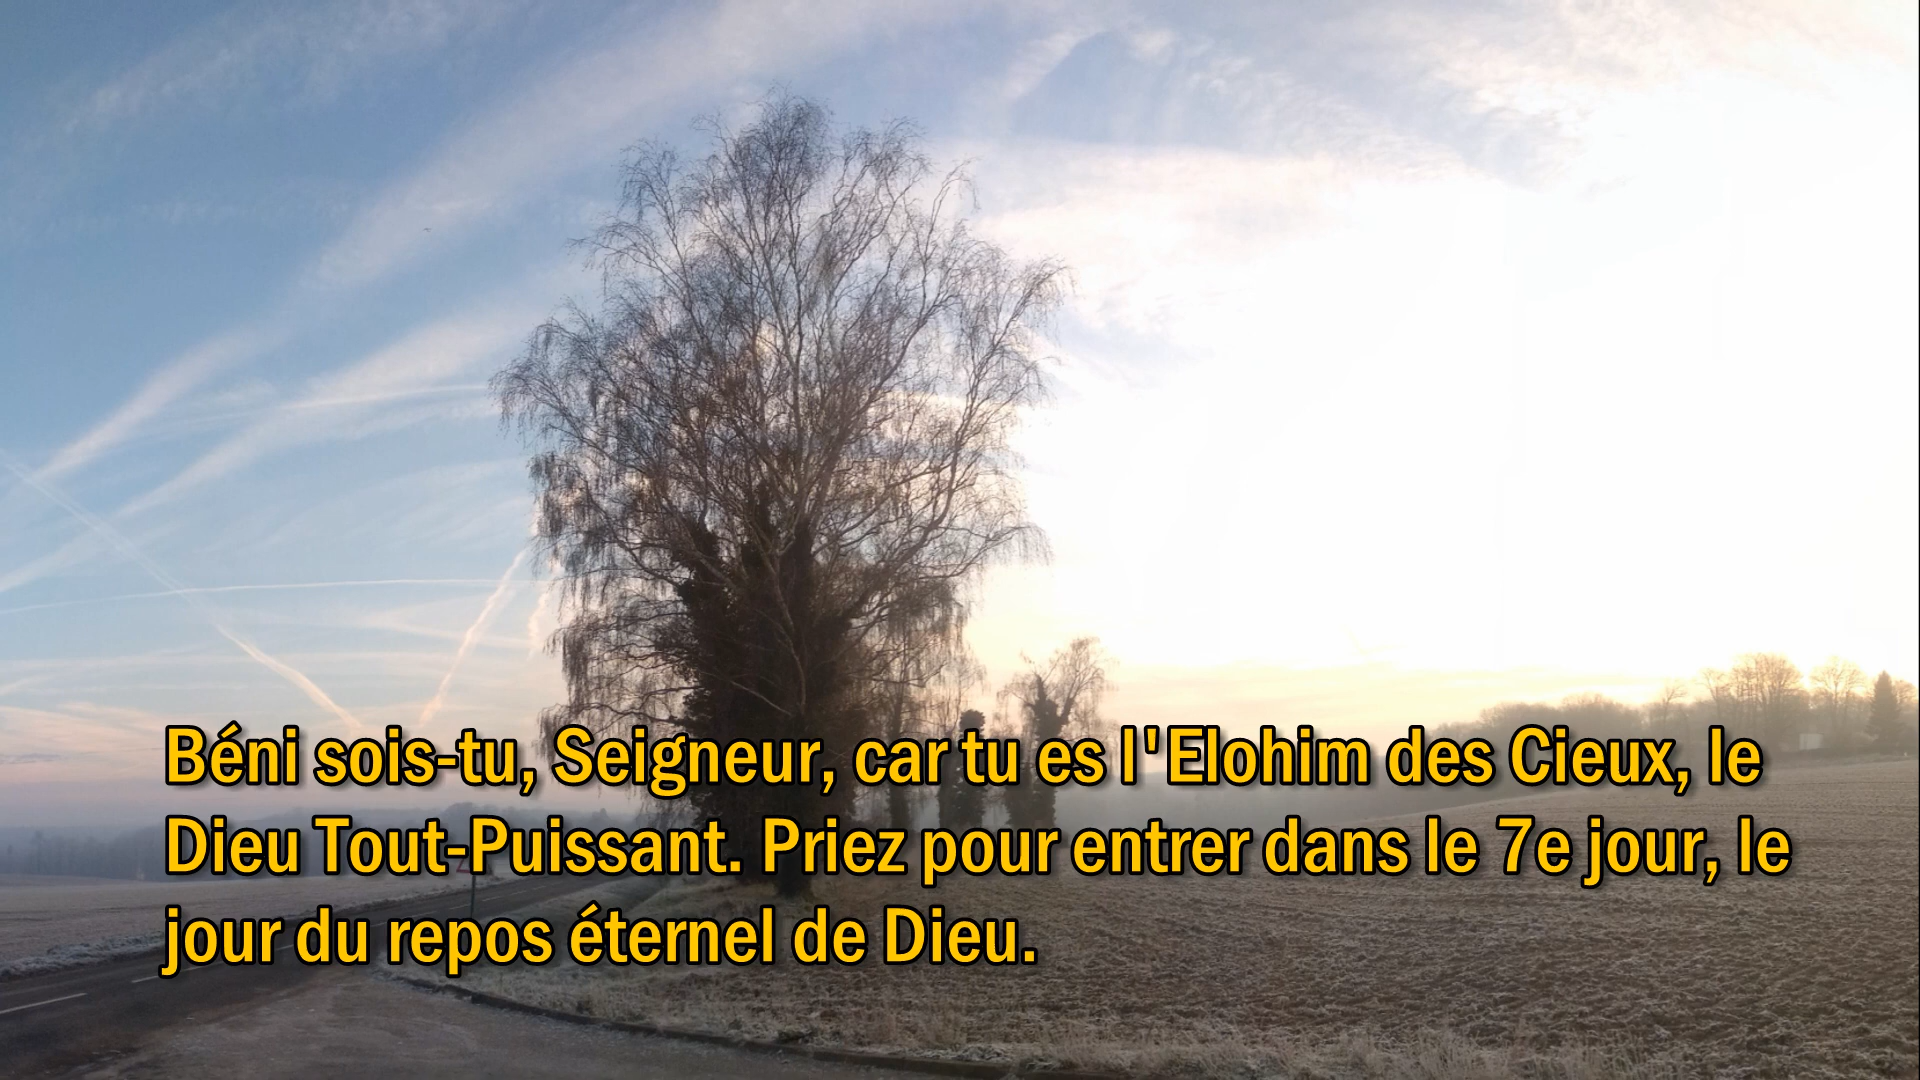 Béni sois-tu, Seigneur, car tu es l'Elohim des Cieux, le
Dieu Tout-Puissant. Priez pour entrer dans le 7e jour, le
jour du repos éternel de Dieu.